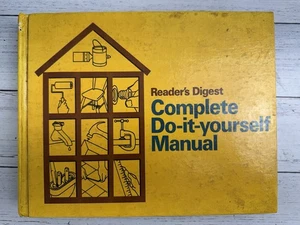 Reader's Digest
Complete
Do-it-yourself
Manual